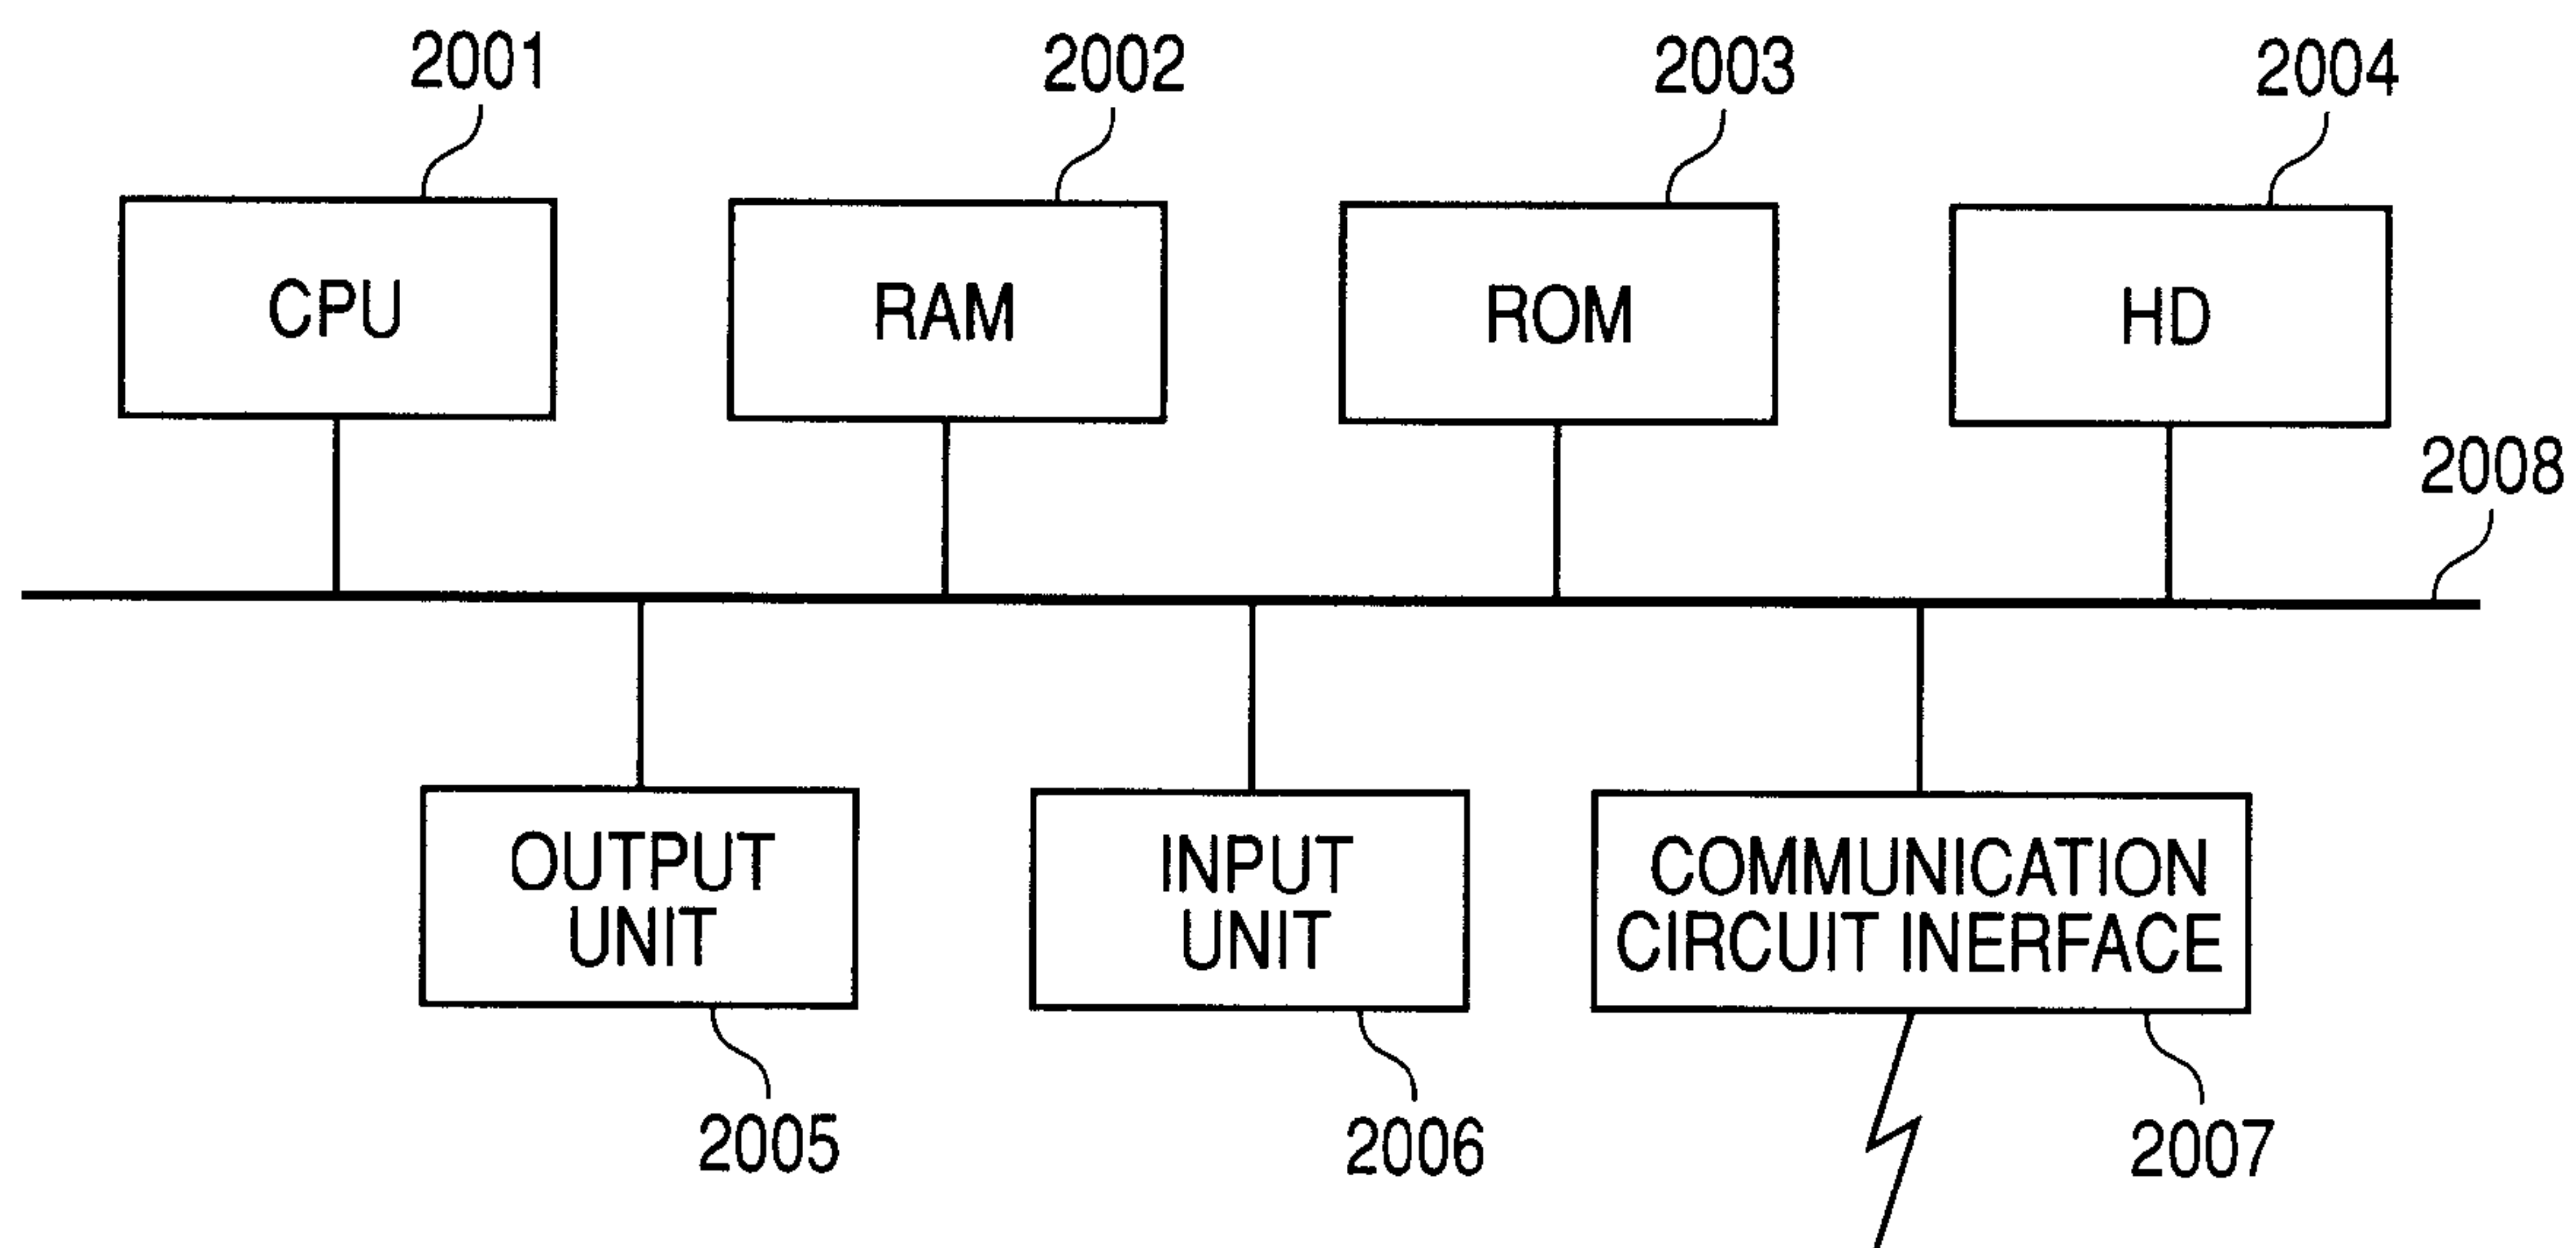 2001
2002
2003
2004
CPU
RAM
ROM
HD
2008
OUTPUT
UNIT
INPUT
UNIT
COMMUNICATION
CIRCUIT INERFACE
2005
2006
2007